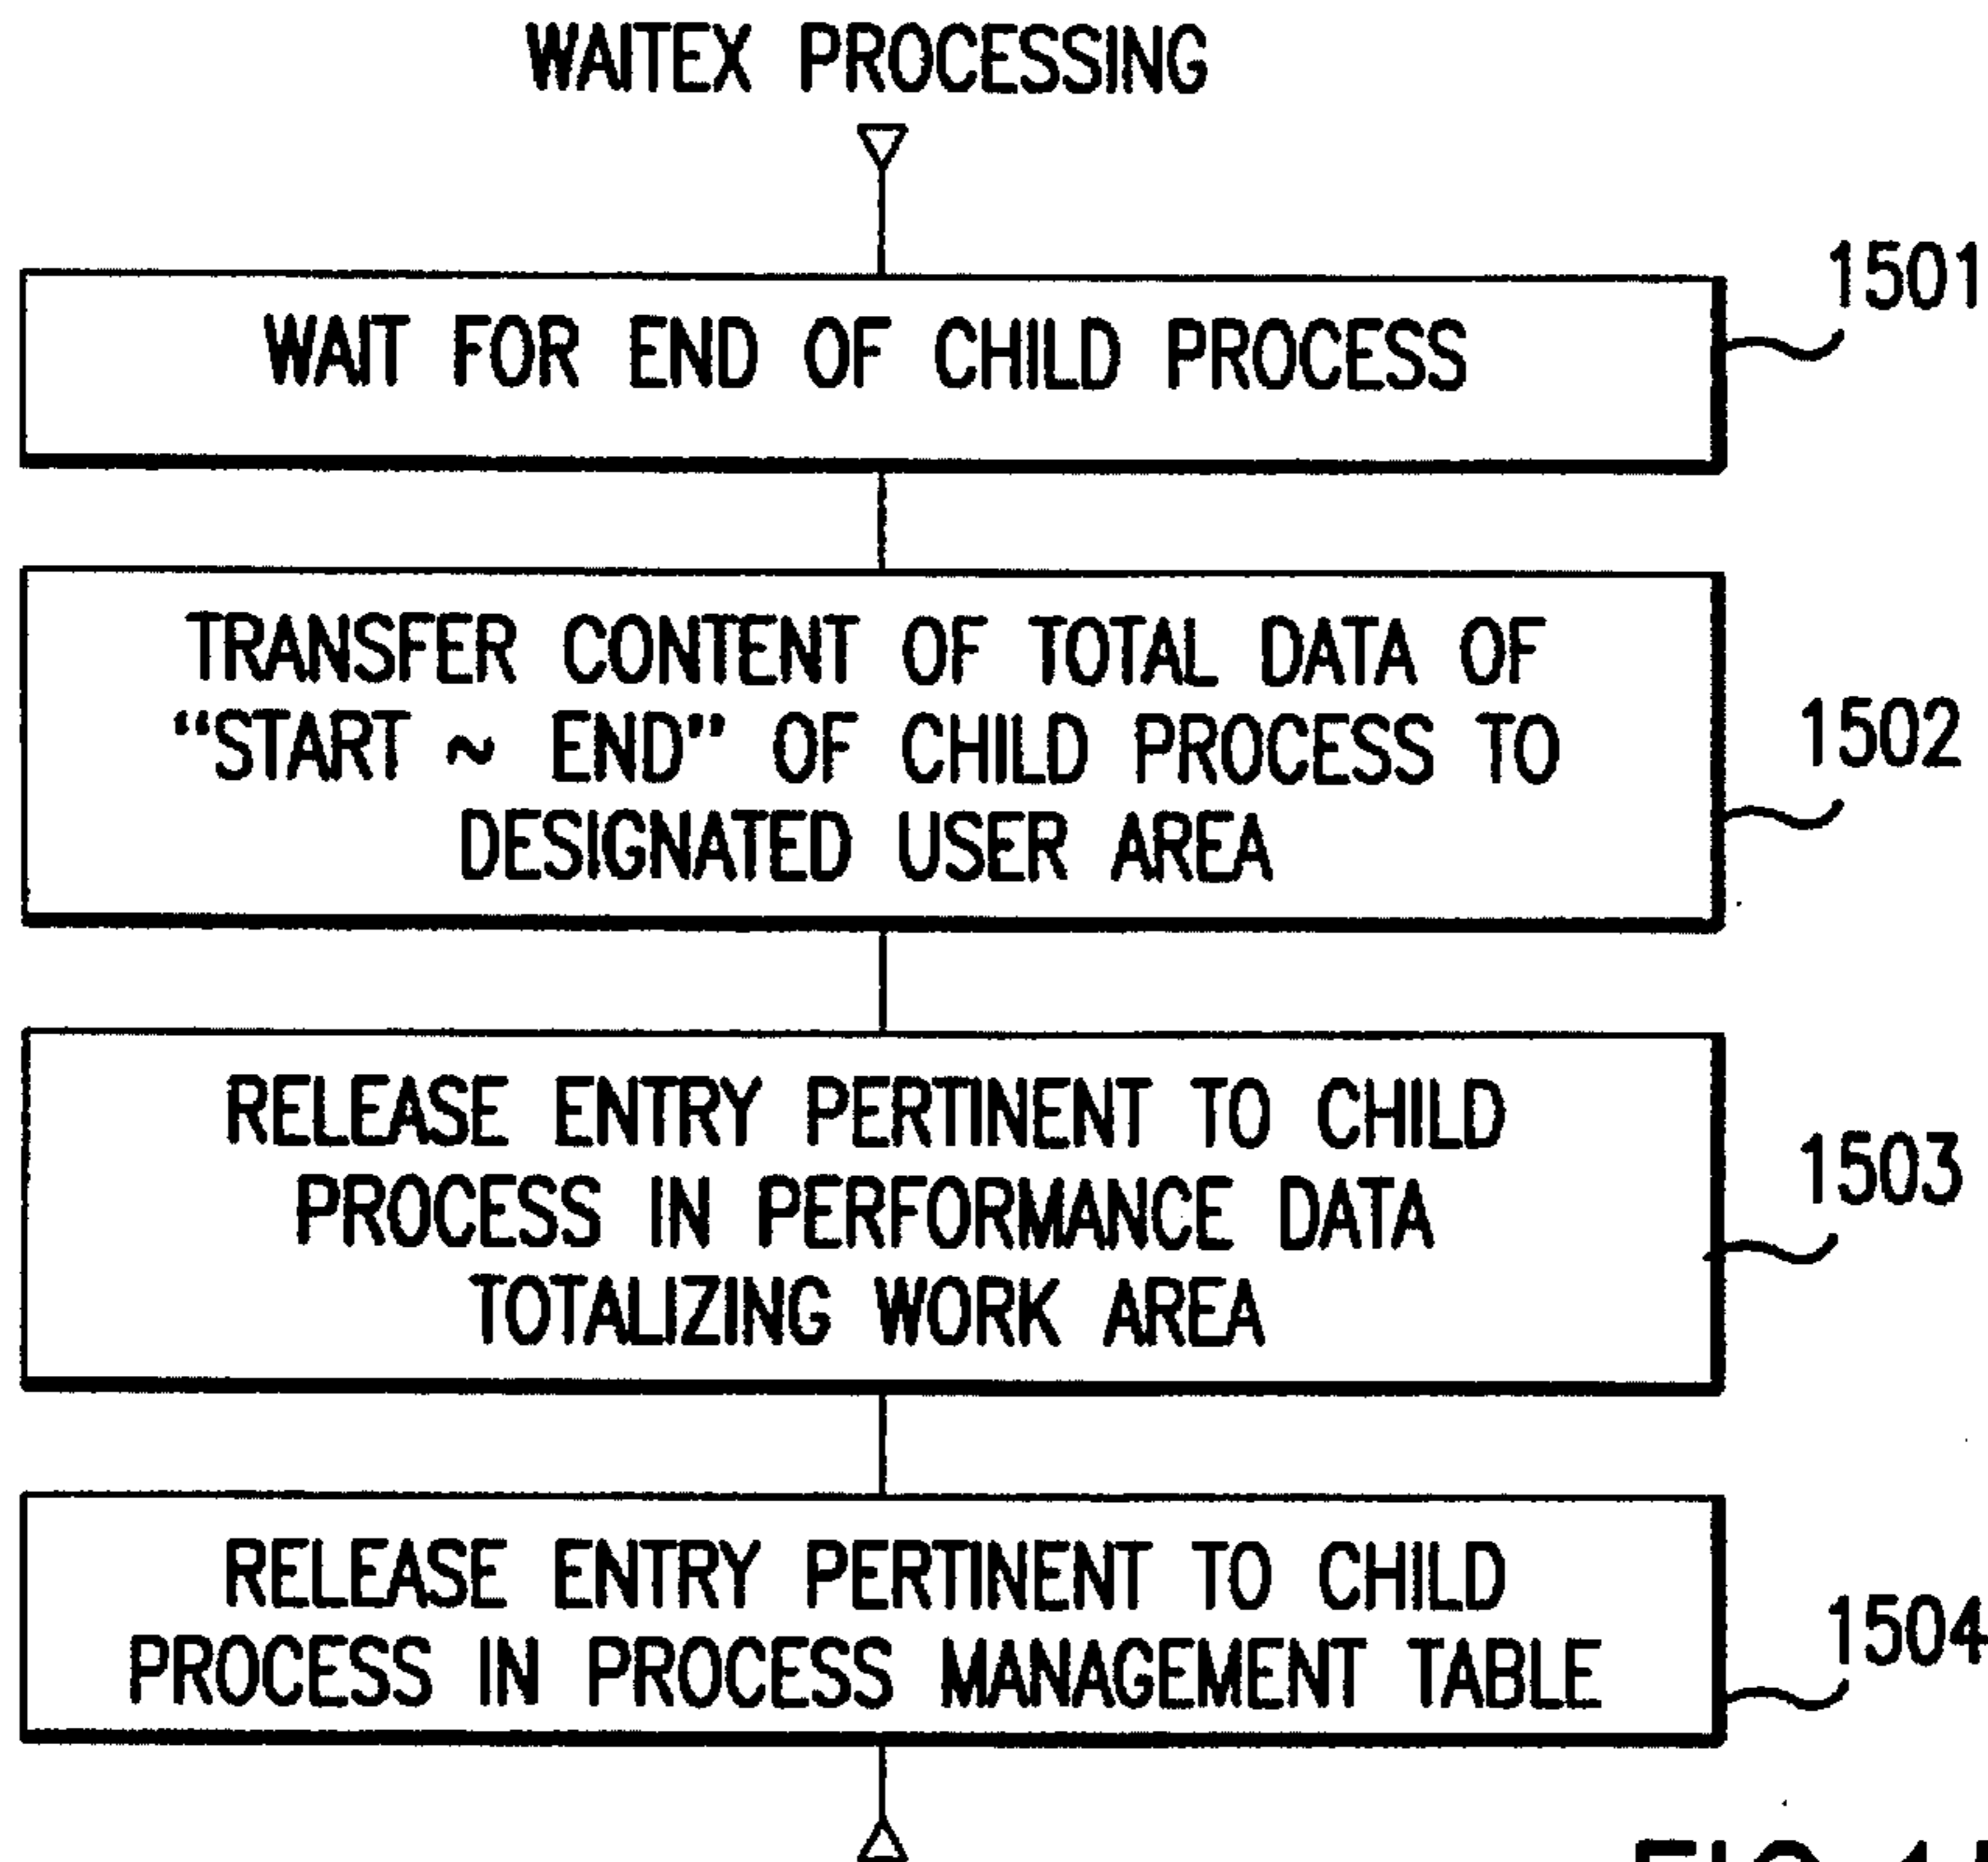 WAITEX PROCESSING
1501
WAIT FOR END OF CHILD PROCESS
TRANSFER CONTENT OF TOTAL DATA OF
“START ~ END” OF CHILD PROCESS TO
DESIGNATED USER AREA
1502
RELEASE ENTRY PERTINENT TO CHILD
PROCESS IN PERFORMANCE DATA
TOTALIZING WORK AREA
1503
RELEASE ENTRY PERTINENT TO CHILD
PROCESS IN PROCESS MANAGEMENT TABLE
1504